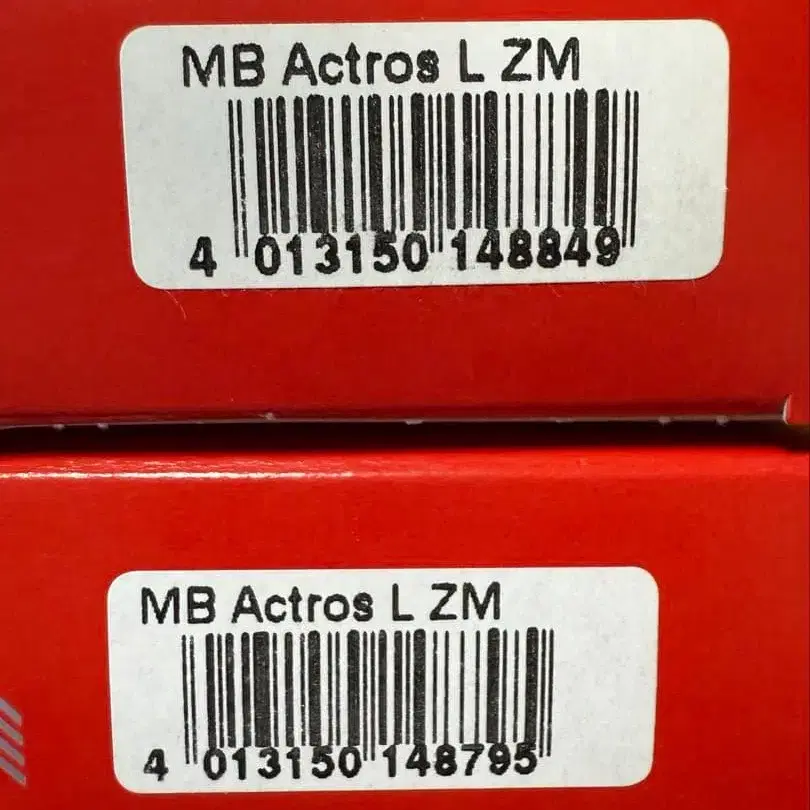 MB Actros L ZM
4 013150 148849
MB Actros L ZM
4 013150 148795